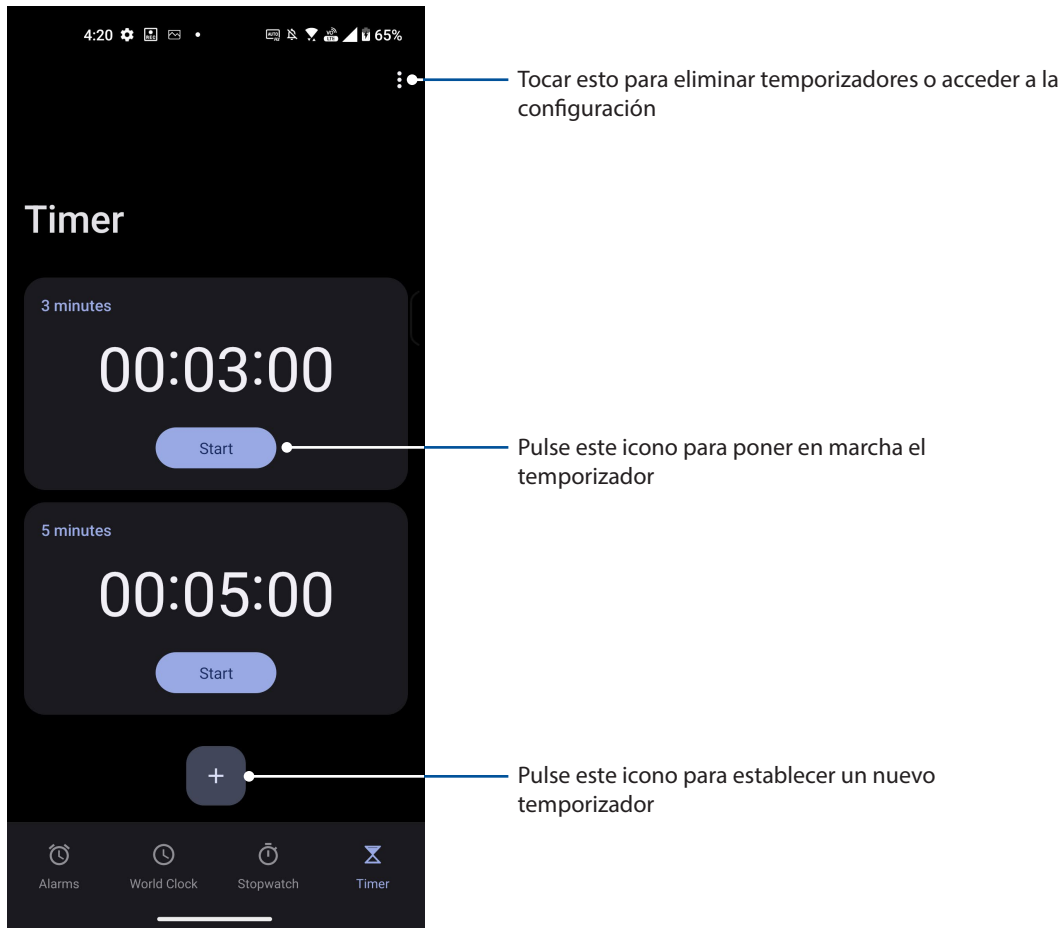 4:20 65%
Tocar esto para eliminar temporizadores o acceder a la
configuración
Timer
3 minutes
00:03:00
Start
Pulse este icono para poner en marcha el
temporizador
5 minutes
00:05:00
Start
+
Pulse este icono para establecer un nuevo
temporizador
Alarms World Clock Stopwatch Timer